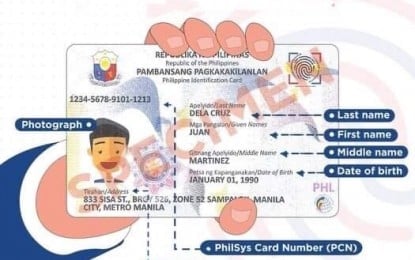 REPUBLIKA NG PILIPINAS
Republic of the Philippines
PAMBANSANG PAGKAKAKILANLAN
Philippine Identification Card
1234-5678-9101-1213
Apelyido/Last Name
DELA CRUZ
Mga Pangalan/Given Names
JUAN
Gitnang Apelyido/Middle Name
MARTINEZ
Petsa ng Kapanganakan/Date of Birth
JANUARY 01, 1990
PHL
Tirahan/Address
833 SISA ST., BRGY 526, ZONE 52 SAMPALOC, MANILA
CITY, METRO MANILA
SPECIMEN
Photograph
Last name
First name
Middle name
Date of birth
PhilSys Card Number (PCN)